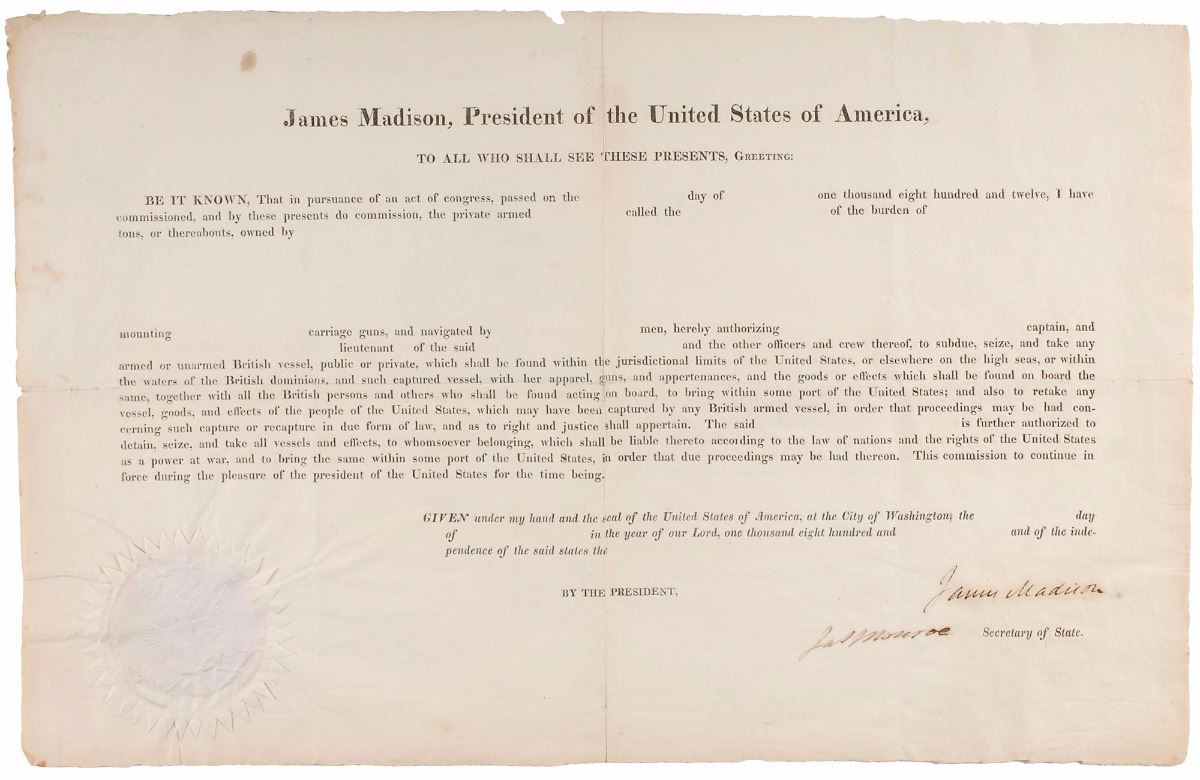 James Madison, President of the United States of America,
TO ALL WHO SHALL SEE THESE PRESENTS, GREETING:
BE IT KNOWN, That in pursuance of an act of congress, passed on the day of one thousand eight hundred and twelve, I have
commissioned, and by these presents do commission, the private armed called the of the burden of
tons, or thereabouts, owned by
mounting carriage guns, and navigated by men, hereby authorizing captain, and
lieutenant of the said and the other officers and crew thereof, to subdue, seize, and take any
armed or unarmed British vessel, public or private, which shall be found within the jurisdictional limits of the United States, or elsewhere on the high seas, or within
the waters of the British dominions, and such captured vessel, with her apparel, guns, and appertenances, and the goods or effects which shall be found on board the
same, together with all the British persons and others who shall be found acting on board, to bring within some port of the United States; and also to retake any
vessel, goods, and effects of the people of the United States, which may have been captured by any British armed vessel, in order that proceedings may be had con-
cerning such capture or recapture in due form of law, and as to right and justice shall appertain. The said is further authorized to
detain, seize, and take all vessels and effects, to whomsoever belonging, which shall be liable thereto according to the law of nations and the rights of the United States
as a power at war, and to bring the same within some port of the United States, in order that due proceedings may be had thereon. This commission to continue in
force during the pleasure of the president of the United States for the time being.
GIVEN under my hand and the seal of the United States of America, at the City of Washington, the day
of in the year of our Lord, one thousand eight hundred and and of the inde-
pendence of the said states the
BY THE PRESIDENT,
James Madison
Jas Monroe Secretary of State.